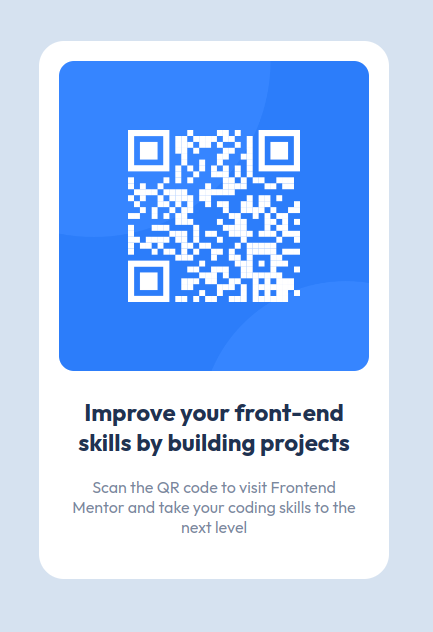 Improve your front-end
skills by building projects
Scan the QR code to visit Frontend
Mentor and take your coding skills to the
next level